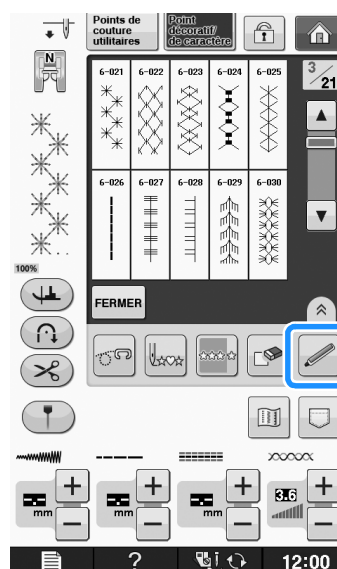 Points de
couture
utilitaires
Point
décoratif/
de caractère
N
3/21
6-021 6-022 6-023 6-024 6-025
6-026 6-027 6-028 6-029 6-030
100%
FERMER
mm mm mm 3.6
+ + + +
− − − −
? 12:00